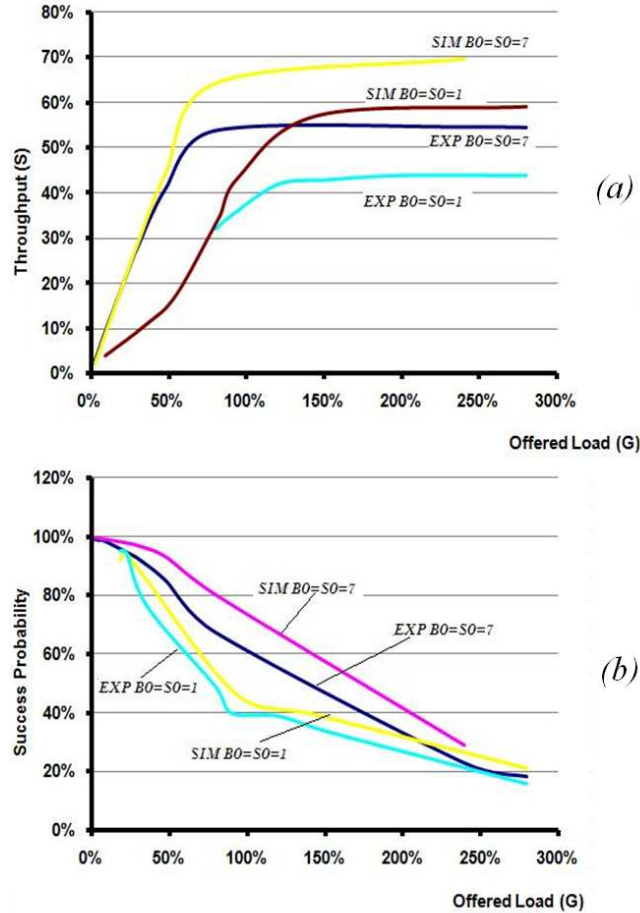 80%
70%
60%
50%
40%
30%
20%
10%
0%
Throughput (S)
SIM B0=S0=7
SIM B0=S0=1
EXP B0=S0=7
EXP B0=S0=1
(a)
0% 50% 100% 150% 200% 250% 300%
Offered Load (G)
120%
100%
80%
60%
40%
20%
0%
Success Probability
SIM B0=S0=7
EXP B0=S0=7
EXP B0=S0=1
SIM B0=S0=1
(b)
0% 50% 100% 150% 200% 250% 300%
Offered Load (G)